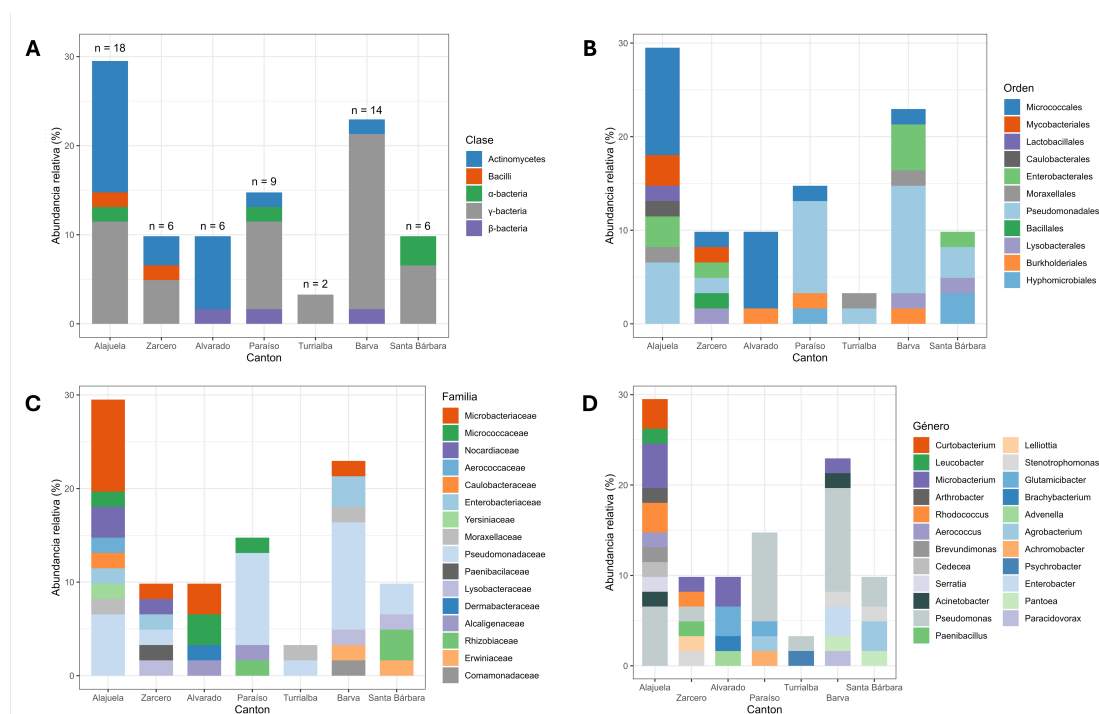 A
n = 18
n = 6
n = 6
n = 9
n = 2
n = 14
n = 6
30
20
10
0
Abundancia relativa (%)
Alajuela Zarcero Alvarado Paraíso Turrialba Barva Santa Bárbara
Canton
Clase
Actinomycetes
Bacilli
α-bacteria
γ-bacteria
β-bacteria
B
30
20
10
0
Abundancia relativa (%)
Alajuela Zarcero Alvarado Paraíso Turrialba Barva Santa Bárbara
Canton
Orden
Micrococcales
Mycobacteriales
Lactobacillales
Caulobacterales
Enterobacterales
Moraxellales
Pseudomonadales
Bacillales
Lysobacterales
Burkholderiales
Hyphomicrobiales
C
30
20
10
0
Abundancia relativa (%)
Alajuela Zarcero Alvarado Paraíso Turrialba Barva Santa Bárbara
Canton
Familia
Microbacteriaceae
Micrococcaceae
Nocardiaceae
Aerococcaceae
Caulobacteraceae
Enterobacteriaceae
Yersiniaceae
Moraxellaceae
Pseudomonadaceae
Paenibacilaceae
Lysobacteraceae
Dermabacteraceae
Alcaligenaceae
Rhizobiaceae
Erwiniaceae
Comamonadaceae
D
30
20
10
0
Abundancia relativa (%)
Alajuela Zarcero Alvarado Paraíso Turrialba Barva Santa Bárbara
Canton
Género
Curtobacterium
Leucobacter
Microbacterium
Arthrobacter
Rhodococcus
Aerococcus
Brevundimonas
Cedecea
Serratia
Acinetobacter
Pseudomonas
Paenibacillus
Lelliottia
Stenotrophomonas
Glutamicibacter
Brachybacterium
Advenella
Agrobacterium
Achromobacter
Psychrobacter
Enterobacter
Pantoea
Paracidovorax